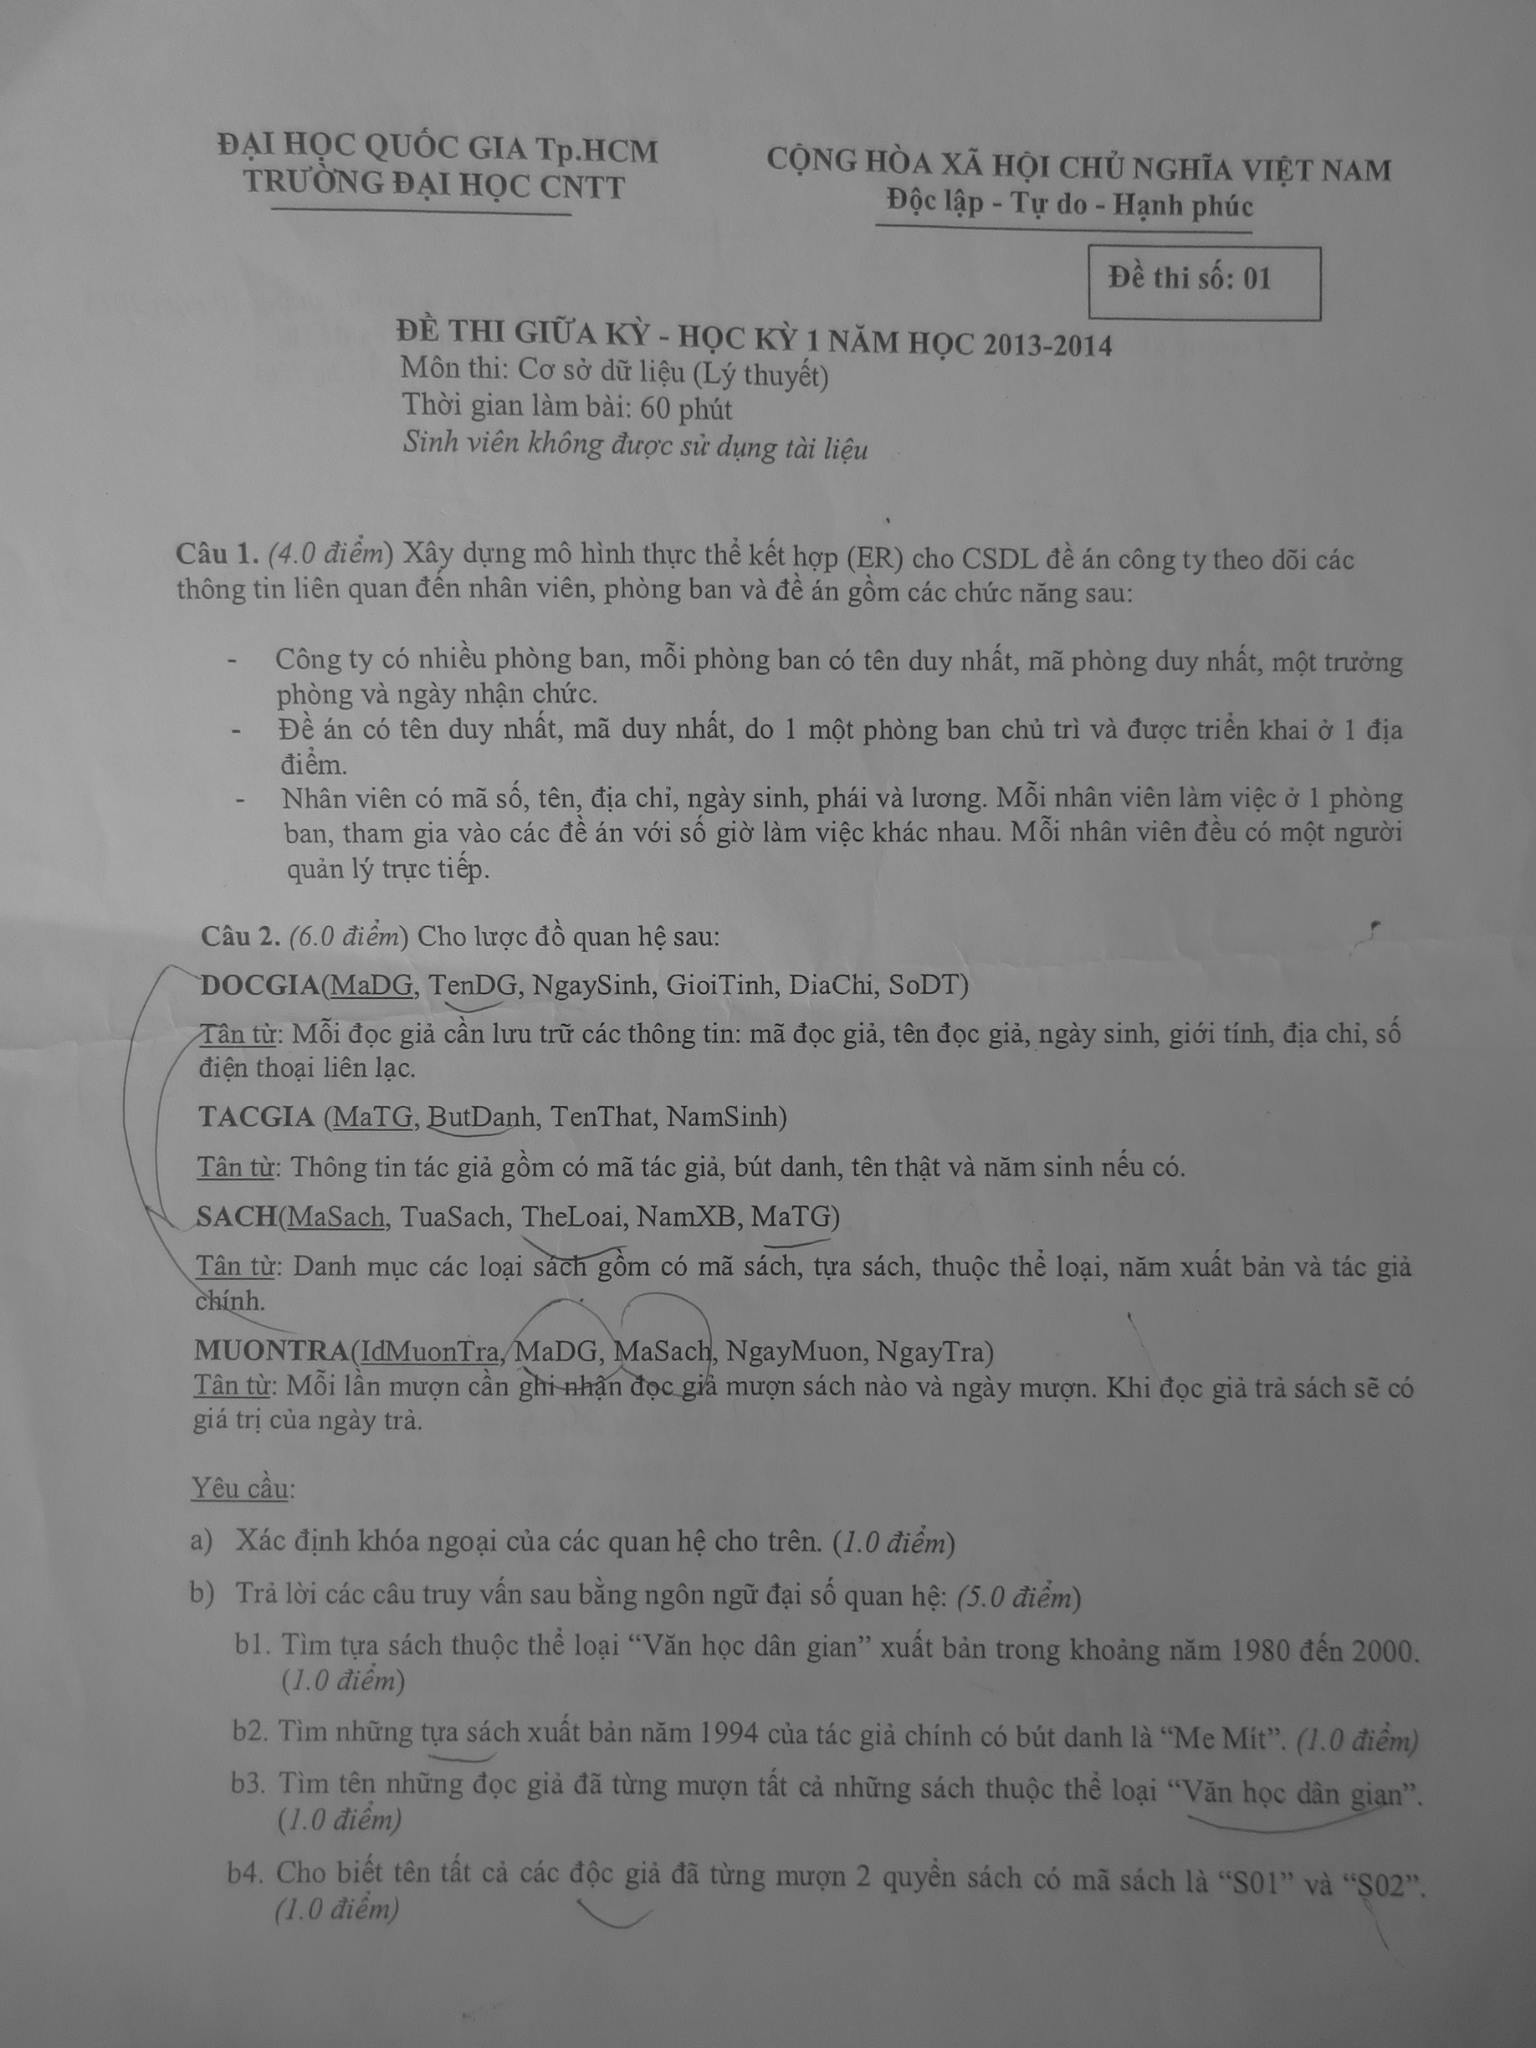 ĐẠI HỌC QUỐC GIA Tp.HCM
TRƯỜNG ĐẠI HỌC CNTT
CỘNG HÒA XÃ HỘI CHỦ NGHĨA VIỆT NAM
Độc lập - Tự do - Hạnh phúc
Đề thi số: 01
ĐỀ THI GIỮA KỲ - HỌC KỲ 1 NĂM HỌC 2013-2014
Môn thi: Cơ sở dữ liệu (Lý thuyết)
Thời gian làm bài: 60 phút
Sinh viên không được sử dụng tài liệu
Câu 1. (4.0 điểm) Xây dựng mô hình thực thể kết hợp (ER) cho CSDL đề án công ty theo dõi các
thông tin liên quan đến nhân viên, phòng ban và đề án gồm các chức năng sau:
- Công ty có nhiều phòng ban, mỗi phòng ban có tên duy nhất, mã phòng duy nhất, một trưởng
phòng và ngày nhận chức.
- Đề án có tên duy nhất, mã duy nhất, do 1 một phòng ban chủ trì và được triển khai ở 1 địa
điểm.
- Nhân viên có mã số, tên, địa chỉ, ngày sinh, phái và lương. Mỗi nhân viên làm việc ở 1 phòng
ban, tham gia vào các đề án với số giờ làm việc khác nhau. Mỗi nhân viên đều có một người
quản lý trực tiếp.
Câu 2. (6.0 điểm) Cho lược đồ quan hệ sau:
DOCGIA(MaDG, TenDG, NgaySinh, GioiTinh, DiaChi, SoDT)
Tân từ: Mỗi đọc giả cần lưu trữ các thông tin: mã đọc giả, tên đọc giả, ngày sinh, giới tính, địa chỉ, số
điện thoại liên lạc.
TACGIA (MaTG, ButDanh, TenThat, NamSinh)
Tân từ: Thông tin tác giả gồm có mã tác giả, bút danh, tên thật và năm sinh nếu có.
SACH(MaSach, TuaSach, TheLoai, NamXB, MaTG)
Tân từ: Danh mục các loại sách gồm có mã sách, tựa sách, thuộc thể loại, năm xuất bản và tác giả
chính.
MUONTRA(IdMuonTra, MaDG, MaSach, NgayMuon, NgayTra)
Tân từ: Mỗi lần mượn cần ghi nhận đọc giả mượn sách nào và ngày mượn. Khi đọc giả trả sách sẽ có
giá trị của ngày trả.
Yêu cầu:
a) Xác định khóa ngoại của các quan hệ cho trên. (1.0 điểm)
b) Trả lời các câu truy vấn sau bằng ngôn ngữ đại số quan hệ: (5.0 điểm)
b1. Tìm tựa sách thuộc thể loại “Văn học dân gian” xuất bản trong khoảng năm 1980 đến 2000.
(1.0 điểm)
b2. Tìm những tựa sách xuất bản năm 1994 của tác giả chính có bút danh là “Me Mít”. (1.0 điểm)
b3. Tìm tên những đọc giả đã từng mượn tất cả những sách thuộc thể loại “Văn học dân gian”.
(1.0 điểm)
b4. Cho biết tên tất cả các độc giả đã từng mượn 2 quyển sách có mã sách là “S01” và “S02”.
(1.0 điểm)